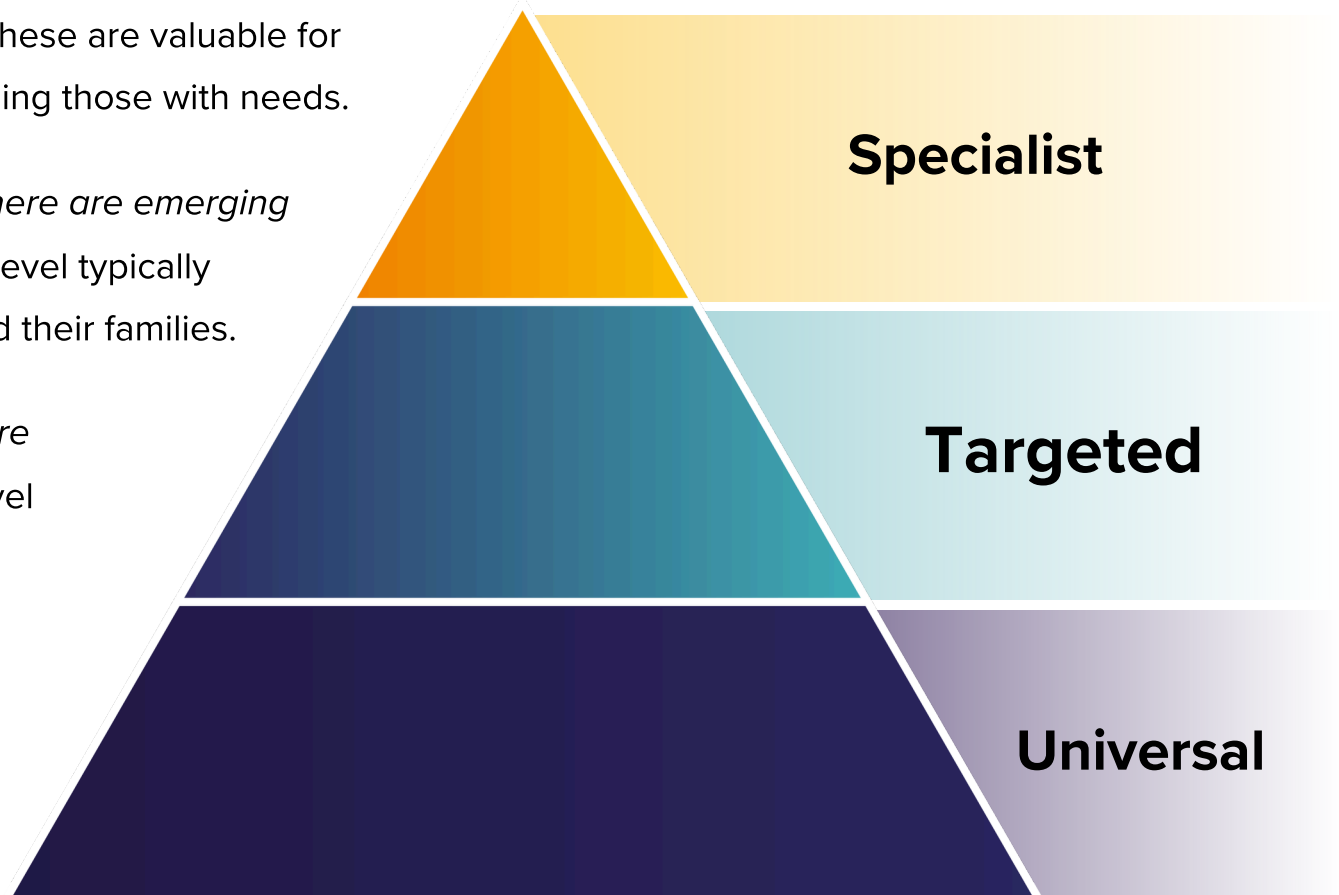 hese are valuable for
ing those with needs.
here are emerging
evel typically
d their families.
re
vel
Specialist
Targeted
Universal